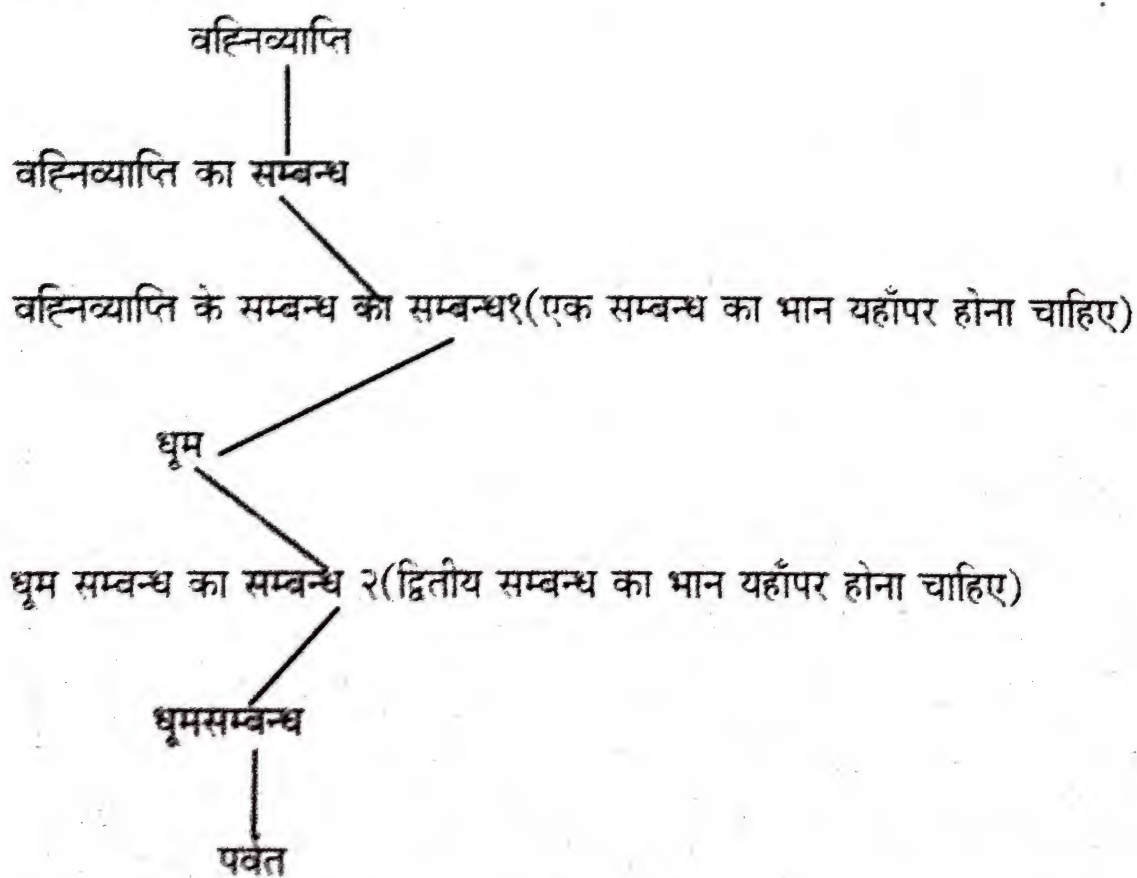 वह्निव्याप्ति
वह्निव्याप्ति का सम्बन्ध
वह्निव्याप्ति के सम्बन्ध का सम्बन्ध१(एक सम्बन्ध का भान यहाँपर होना चाहिए)
धूम
धूम सम्बन्ध का सम्बन्ध २(द्वितीय सम्बन्ध का भान यहाँपर होना चाहिए)
धूमसम्बन्ध
पर्वत